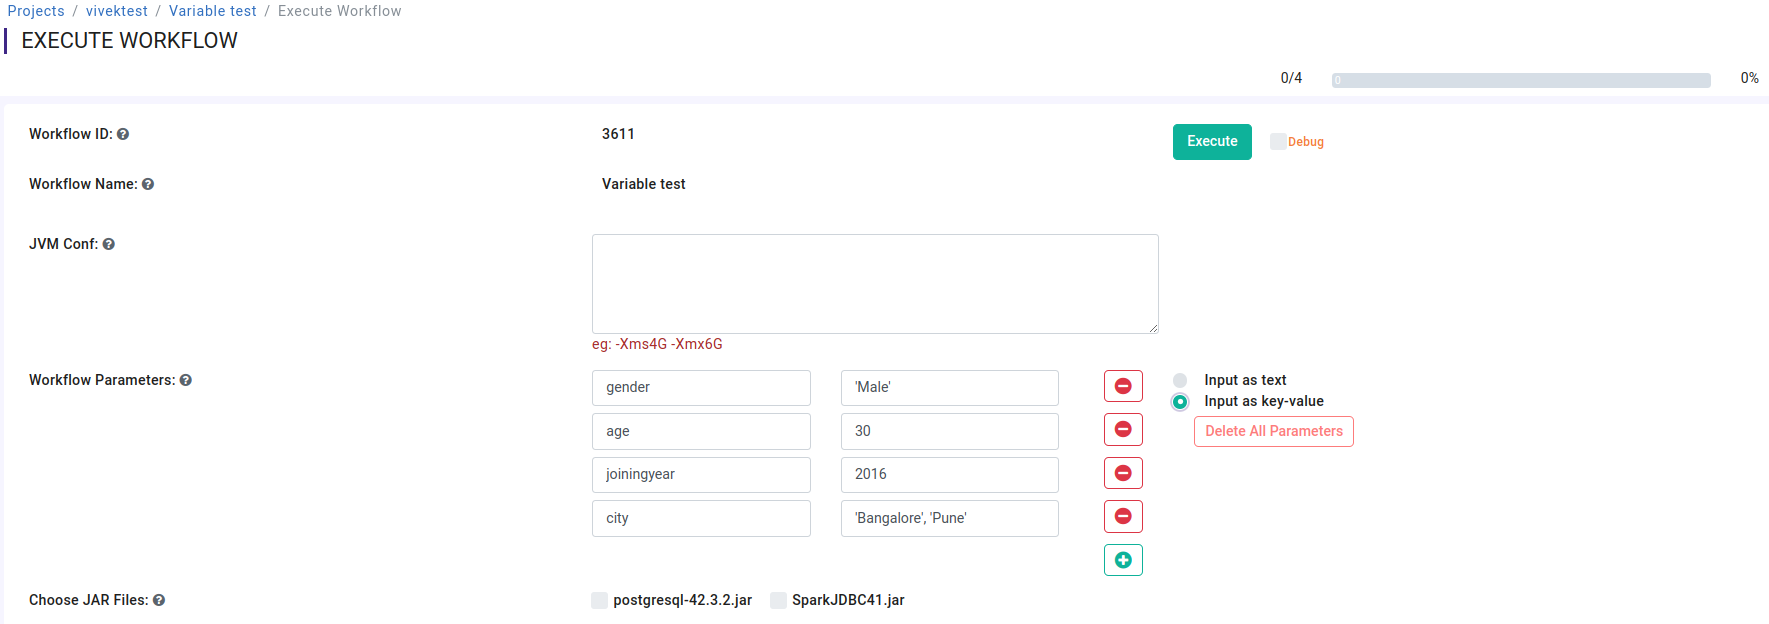 Projects / vivektest / Variable test / Execute Workflow
EXECUTE WORKFLOW
0/4 0 0%
Workflow ID: 3611 Execute Debug
Workflow Name: Variable test
JVM Conf:
eg: -Xms4G -Xmx6G
Workflow Parameters: gender 'Male' Input as text
Input as key-value
age 30 Delete All Parameters
joiningyear 2016
city 'Bangalore', 'Pune'
Choose JAR Files: postgresql-42.3.2.jar SparkJDBC41.jar